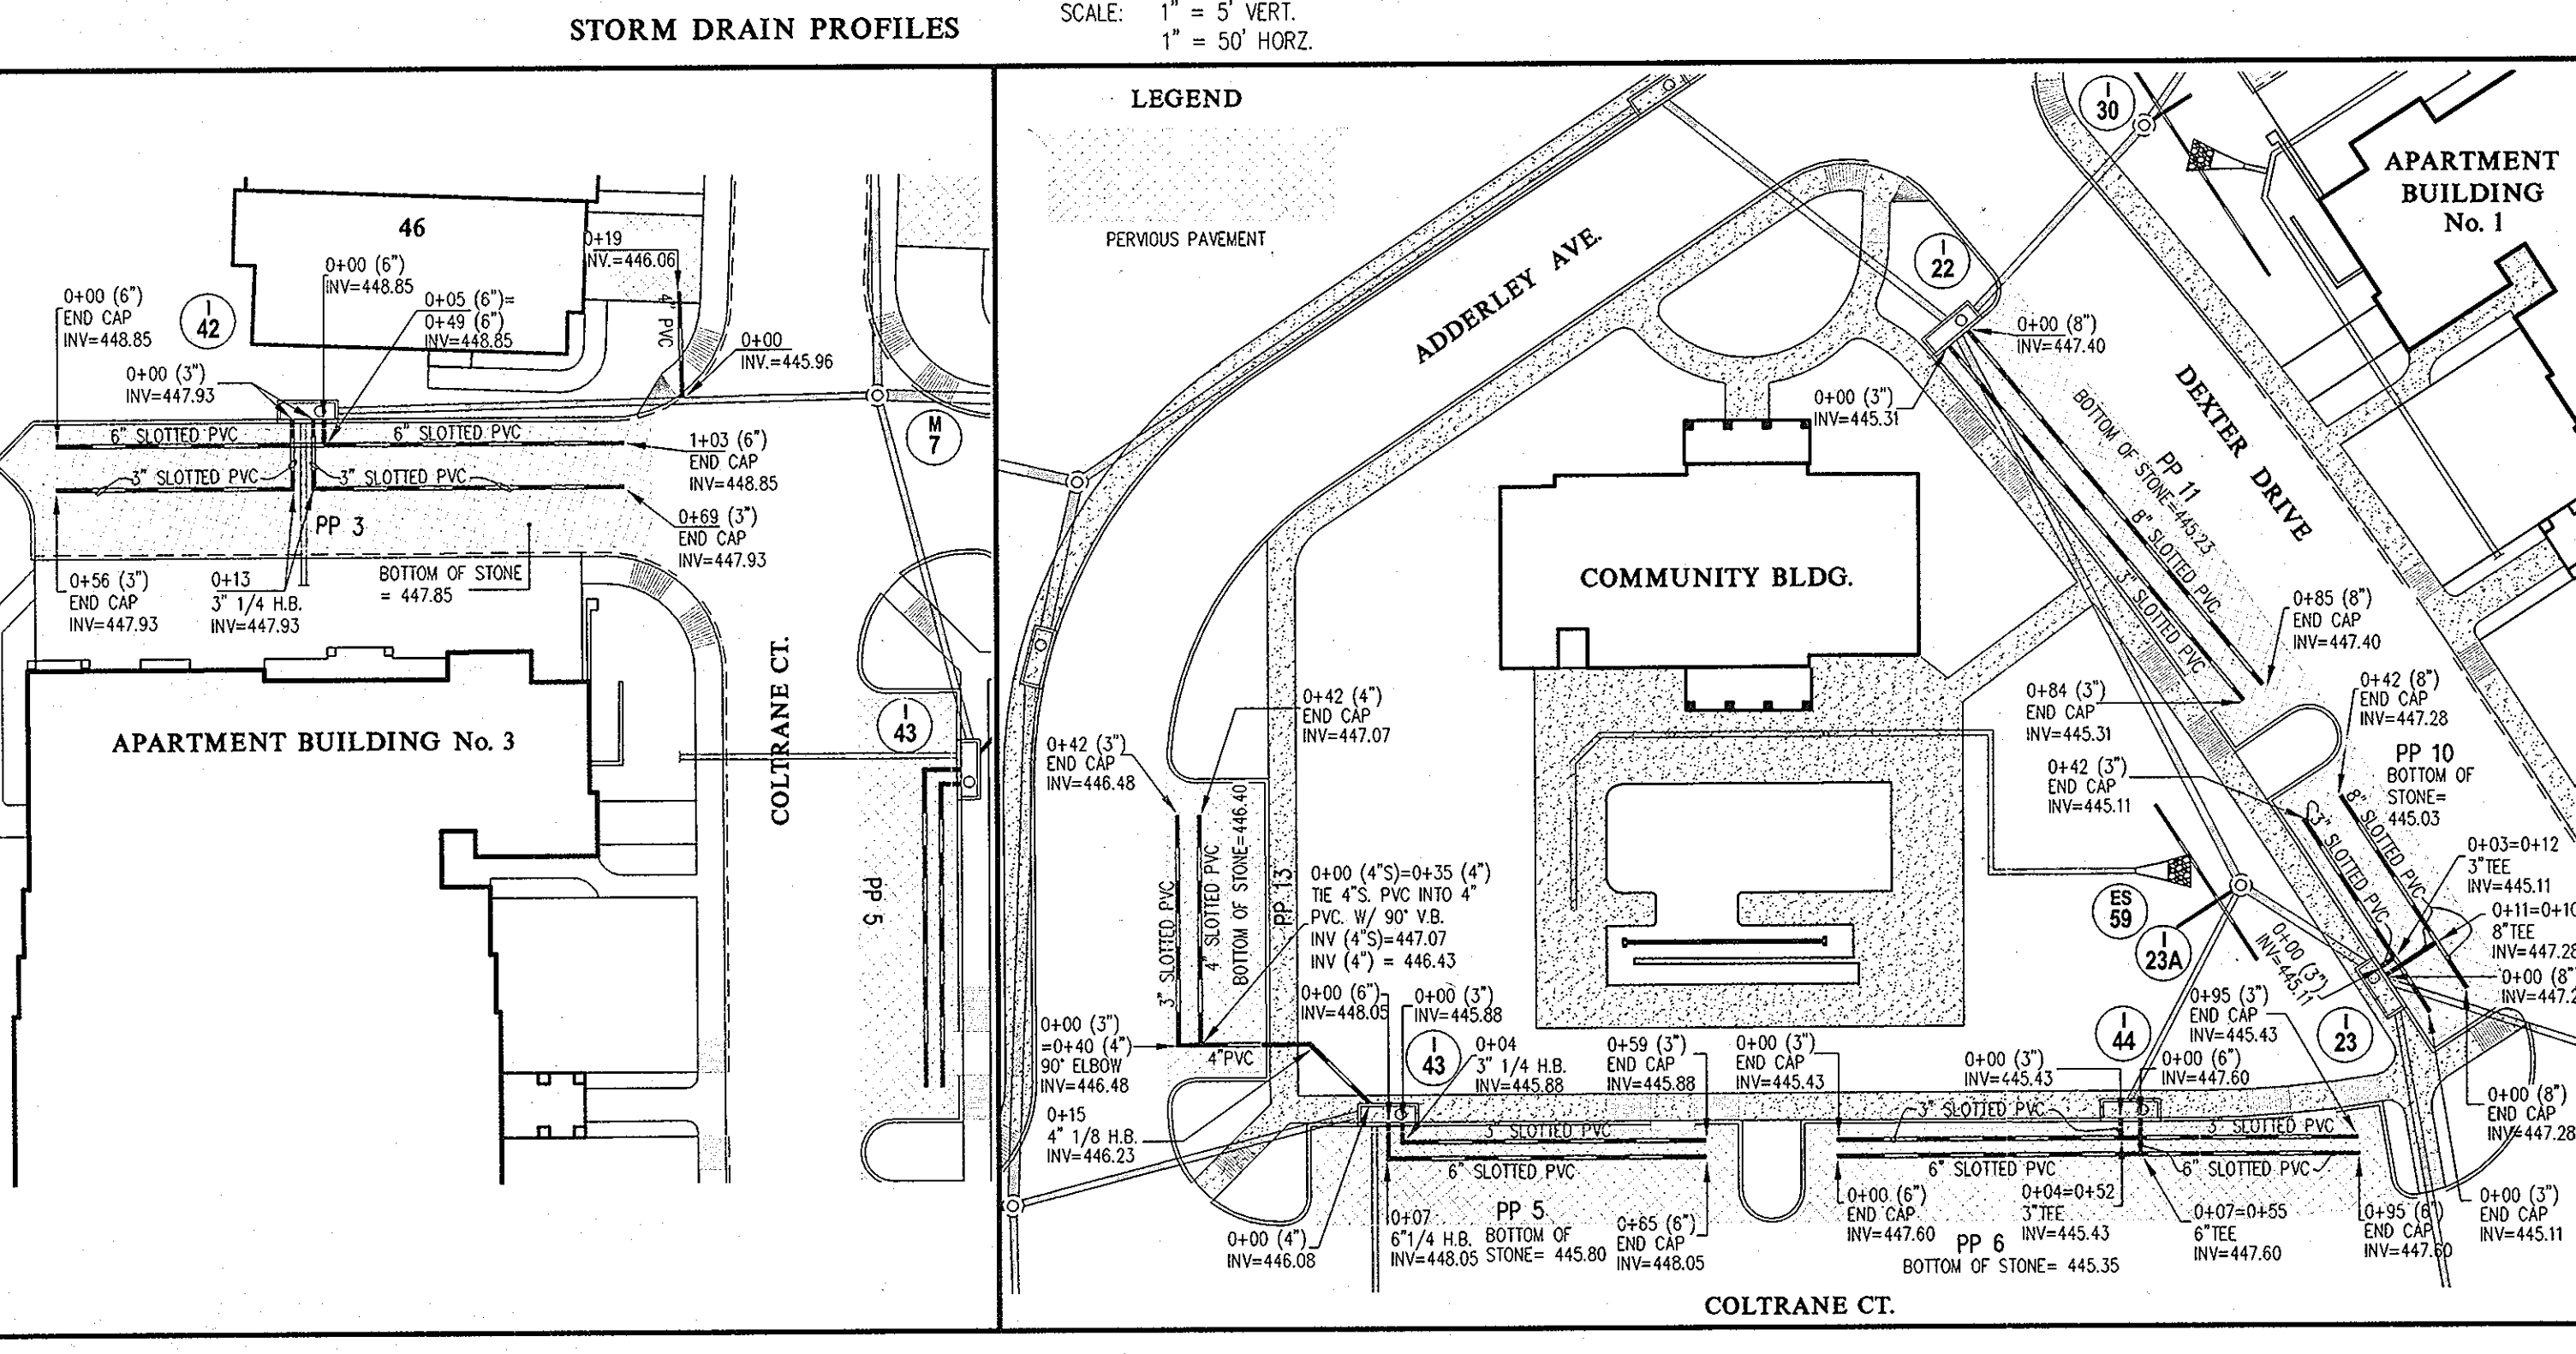 STORM DRAIN PROFILES
SCALE: 1" = 5' VERT.
1" = 50' HORZ.
46
0+19
INV.=446.06
4" PVC
0+00
INV.=445.96
0+00 (6")
INV=448.85
0+05 (6")=
0+49 (6")
INV=448.85
0+00 (6")
END CAP
INV=448.85
I
42
0+00 (3")
INV=447.93
6" SLOTTED PVC
6" SLOTTED PVC
3" SLOTTED PVC
3" SLOTTED PVC
PP 3
1+03 (6")
END CAP
INV=448.85
0+69 (3")
END CAP
INV=447.93
M
7
0+56 (3")
END CAP
INV=447.93
0+13
3" 1/4 H.B.
INV=447.93
BOTTOM OF STONE
= 447.85
APARTMENT BUILDING No. 3
COLTRANE CT.
I
43
PP 5
LEGEND
PERVIOUS PAVEMENT
ADDERLEY AVE.
I
30
APARTMENT
BUILDING
No. 1
I
22
0+00 (8")
INV=447.40
0+00 (3")
INV=445.31
DEXTER DRIVE
PP 11
BOTTOM OF STONE=445.23
8" SLOTTED PVC
3" SLOTTED PVC
COMMUNITY BLDG.
0+85 (8")
END CAP
INV=447.40
0+84 (3")
END CAP
INV=445.31
0+42 (8")
END CAP
INV=447.28
PP 10
BOTTOM OF
STONE=
445.03
0+42 (3")
END CAP
INV=445.11
3" SLOTTED PVC
8" SLOTTED PVC
0+03=0+12
3"TEE
INV=445.11
0+11=0+10
8"TEE
INV=447.28
0+00 (8"
INV=447.2
0+00 (3")
INV=445.11
ES
59
I
23A
I
23
0+42 (4")
END CAP
INV=447.07
0+42 (3")
END CAP
INV=446.48
3" SLOTTED PVC
4" SLOTTED PVC
BOTTOM OF STONE=446.40
PP 13
0+00 (4"S)=0+35 (4")
TIE 4"S. PVC INTO 4"
PVC. W/ 90° V.B.
INV (4"S)=447.07
INV (4") = 446.43
0+00 (3")
=0+40 (4")
90° ELBOW
INV=446.48
4"PVC
0+15
4" 1/8 H.B.
INV=446.23
0+00 (4")
INV=446.08
0+00 (6")
INV=448.05
0+00 (3")
INV=445.88
I
43
0+04
3" 1/4 H.B.
INV=445.88
0+59 (3")
END CAP
INV=445.88
3" SLOTTED PVC
6" SLOTTED PVC
0+07
6"1/4 H.B.
INV=448.05
PP 5
BOTTOM OF
STONE= 445.80
0+65 (6")
END CAP
INV=448.05
0+00 (3")
END CAP
INV=445.43
0+00 (3")
INV=445.43
I
44
0+00 (6")
INV=447.60
0+95 (3")
END CAP
INV=445.43
3" SLOTTED PVC
3" SLOTTED PVC
6" SLOTTED PVC
6" SLOTTED PVC
0+00 (6")
END CAP
INV=447.60
0+04=0+52
3"TEE
INV=445.43
PP 6
BOTTOM OF STONE= 445.35
0+07=0+55
6"TEE
INV=447.60
0+95 (6")
END CAP
INV=447.60
0+00 (8")
END CAP
INV=447.28
0+00 (3")
END CAP
INV=445.11
COLTRANE CT.